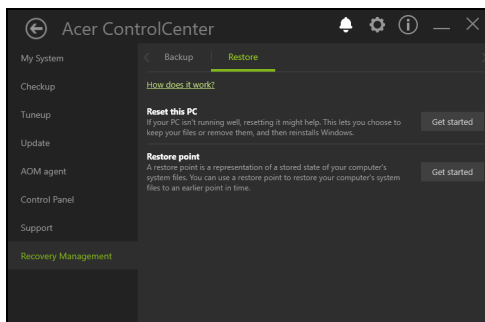 Acer ControlCenter
My System
Checkup
Tuneup
Update
AOM agent
Control Panel
Support
Recovery Management
Backup
Restore
How does it work?
Reset this PC
If your PC isn't running well, resetting it might help. This lets you choose to
keep your files or remove them, and then reinstalls Windows.
Get started
Restore point
A restore point is a representation of a stored state of your computer's
system files. You can use a restore point to restore your computer's system
files to an earlier point in time.
Get started